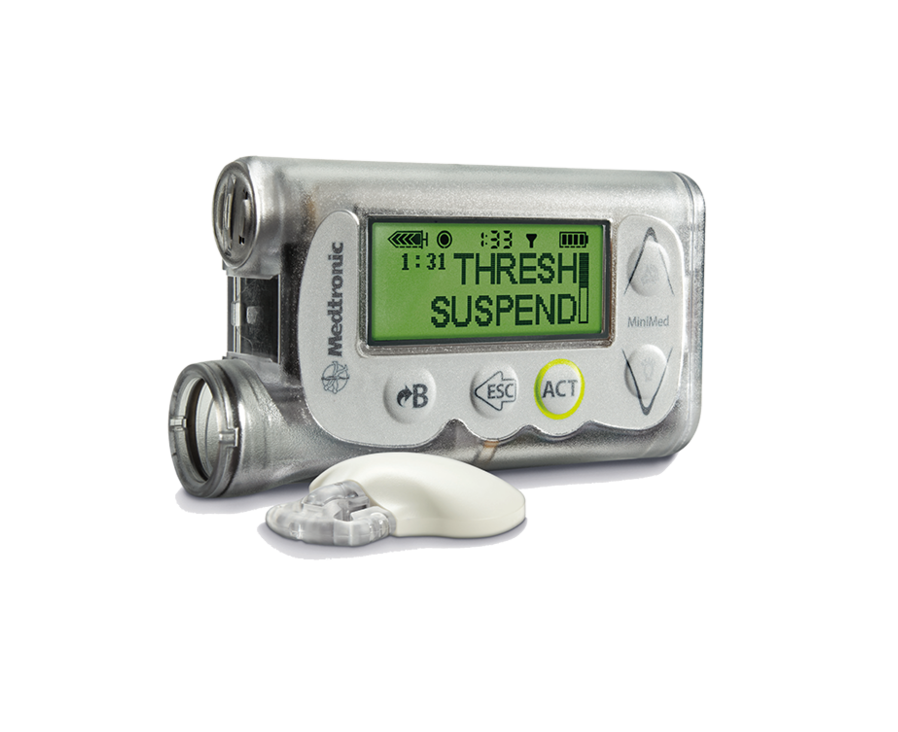 Medtronic
1:33
1:31 THRESH
SUSPEND
MiniMed
B
ESC
ACT